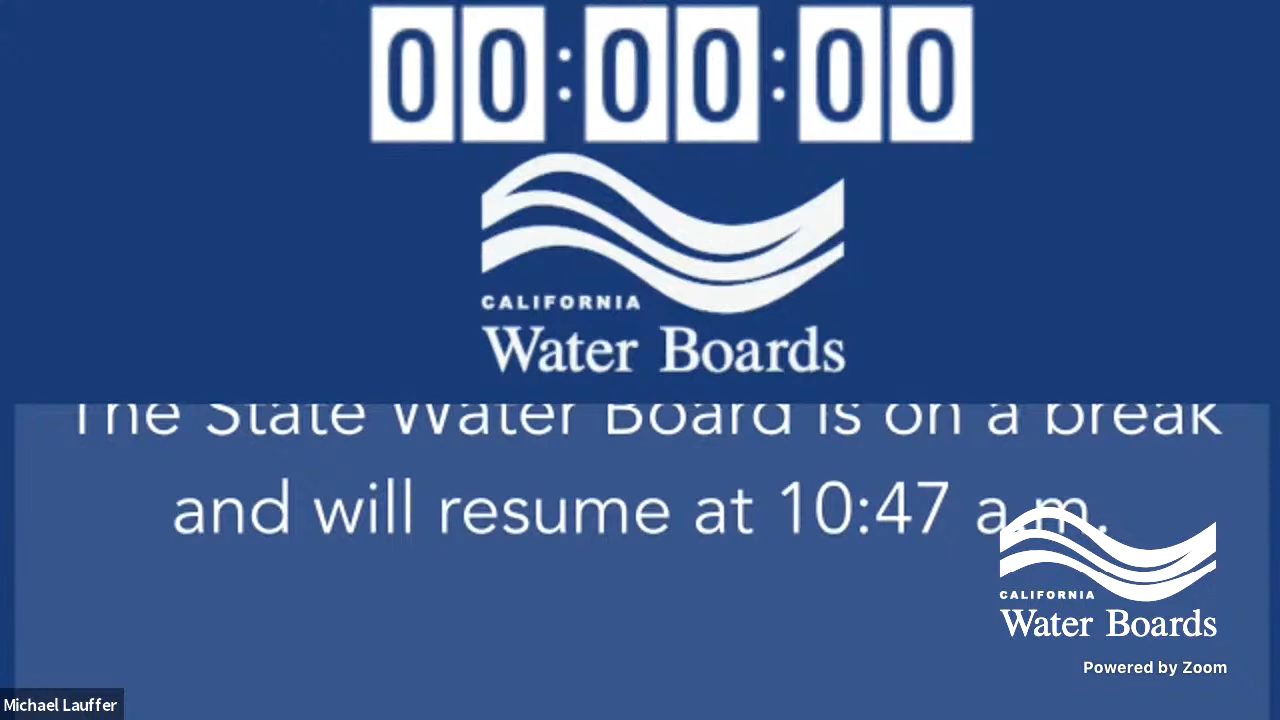 00:00:00
CALIFORNIA
Water Boards
The State Water Board is on a break
and will resume at 10:47 a.m.
CALIFORNIA
Water Boards
Powered by Zoom
Michael Lauffer